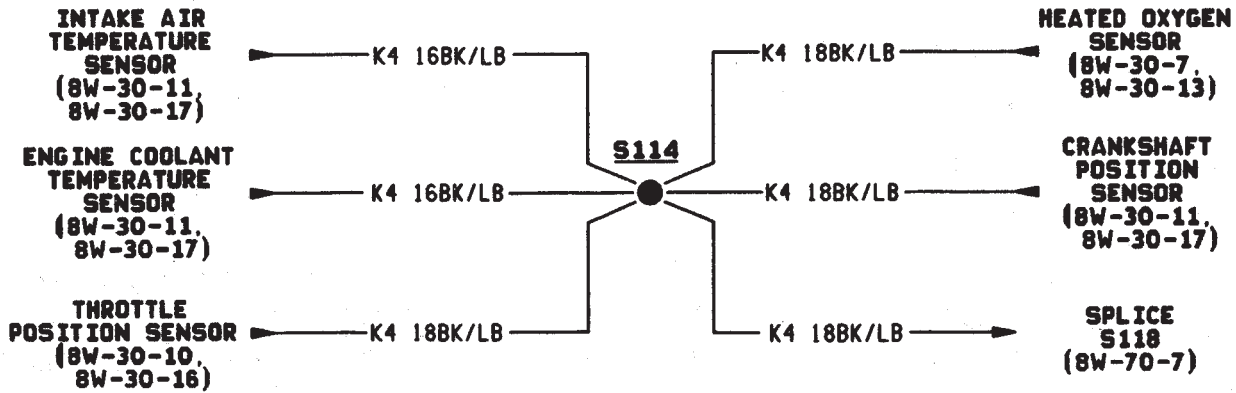 INTAKE AIR
TEMPERATURE
SENSOR
(8W-30-11,
8W-30-17)
K4 16BK/LB
K4 18BK/LB
HEATED OXYGEN
SENSOR
(8W-30-7,
8W-30-13)
ENGINE COOLANT
TEMPERATURE
SENSOR
(8W-30-11,
8W-30-17)
K4 16BK/LB
S114
K4 18BK/LB
CRANKSHAFT
POSITION
SENSOR
(8W-30-11,
8W-30-17)
THROTTLE
POSITION SENSOR
(8W-30-10,
8W-30-16)
K4 18BK/LB
K4 18BK/LB
SPLICE
S118
(8W-70-7)